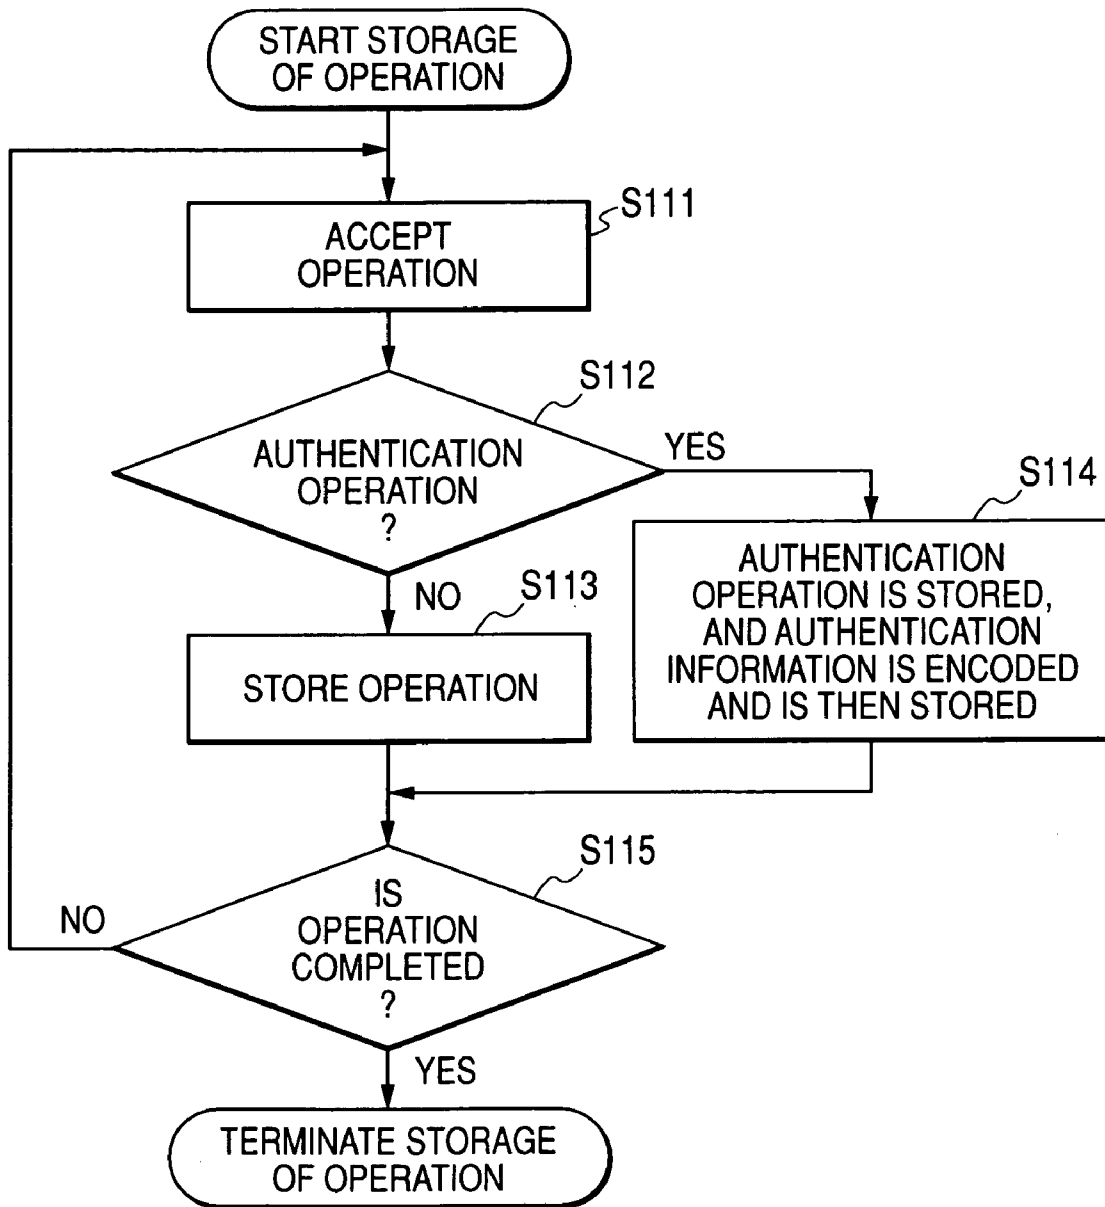 START STORAGE
OF OPERATION
S111
ACCEPT
OPERATION
S112
AUTHENTICATION
OPERATION
?
YES
S114
AUTHENTICATION
OPERATION IS STORED,
AND AUTHENTICATION
INFORMATION IS ENCODED
AND IS THEN STORED
NO
S113
STORE OPERATION
S115
IS
OPERATION
COMPLETED
?
NO
YES
TERMINATE STORAGE
OF OPERATION